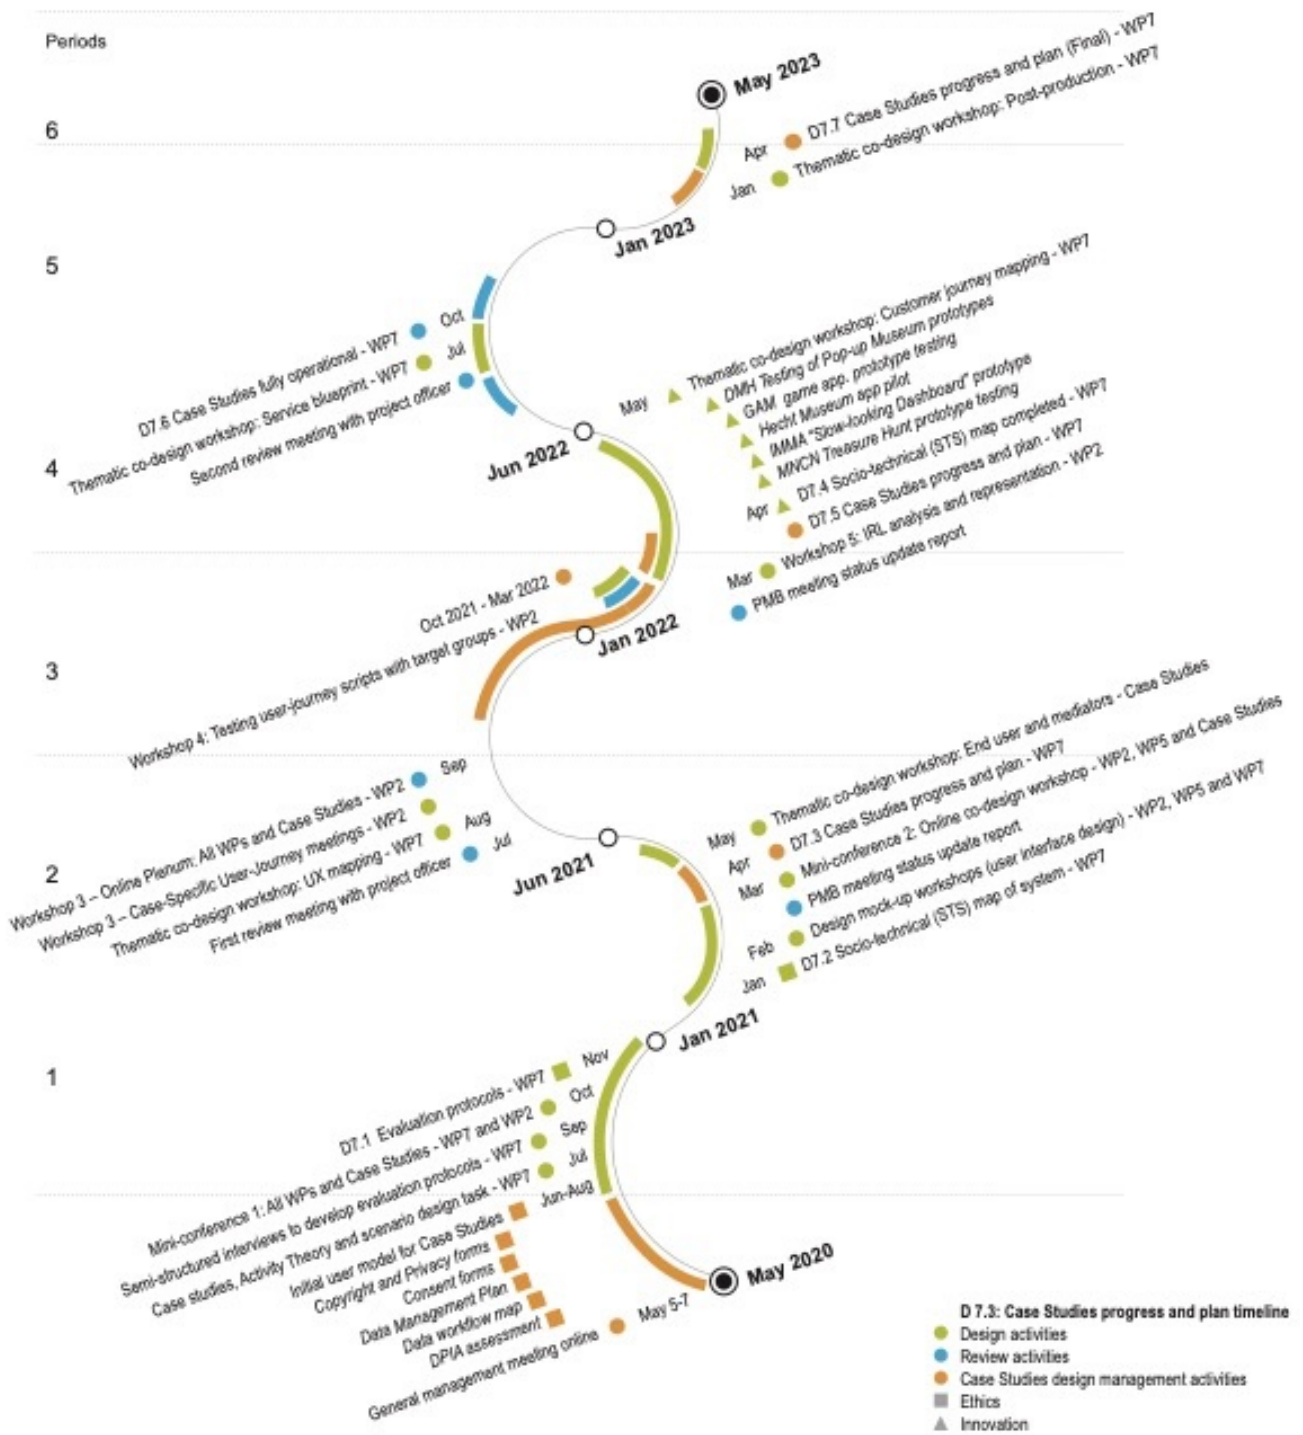 Periods
May 2023
6
Apr
D7.7 Case Studies progress and plan (Final) - WP7
Jan
Thematic co-design workshop: Post-production - WP7
Jan 2023
5
Oct
D7.6 Case Studies fully operational - WP7
Jul
Thematic co-design workshop: Service blueprint - WP7
Second review meeting with project officer
May
Thematic co-design workshop: Customer journey mapping - WP7
DMH Testing of Pop-up Museum prototypes
GAM game app. prototype testing
Hecht Museum app pilot
IMMA "Slow-looking Dashboard" prototype
MNCN Treasure Hunt prototype testing
Apr
D7.4 Socio-technical (STS) map completed - WP7
D7.5 Case Studies progress and plan - WP7
Mar
Workshop 5: IRL analysis and representation - WP2
PMB meeting status update report
Jun 2022
4
Oct 2021 - Mar 2022
Workshop 4: Testing user-journey scripts with target groups - WP2
Jan 2022
3
Sep
Workshop 3 – Online Plenum: All WPs and Case Studies - WP2
Workshop 3 – Case-Specific User-Journey meetings - WP2
Aug
Thematic co-design workshop: UX mapping - WP7
Jul
First review meeting with project officer
May
Thematic co-design workshop: End user and mediators - Case Studies
Apr
D7.3 Case Studies progress and plan - WP7
Mar
Mini-conference 2: Online co-design workshop - WP2, WP5 and Case Studies
PMB meeting status update report
Feb
Design mock-up workshops (user interface design) - WP2, WP5 and WP7
Jan
D7.2 Socio-technical (STS) map of system - WP7
Jun 2021
2
Jan 2021
1
Nov
D7.1 Evaluation protocols - WP7
Oct
Mini-conference 1: All WPs and Case Studies - WP7 and WP2
Sep
Semi-structured interviews to develop evaluation protocols - WP7
Jul
Case studies, Activity Theory and scenario design task - WP7
Jun-Aug
Initial user model for Case Studies
Copyright and Privacy forms
Consent forms
Data Management Plan
Data workflow map
DPIA assessment
May 5-7
General management meeting online
May 2020
D 7.3: Case Studies progress and plan timeline
Design activities
Review activities
Case Studies design management activities
Ethics
Innovation